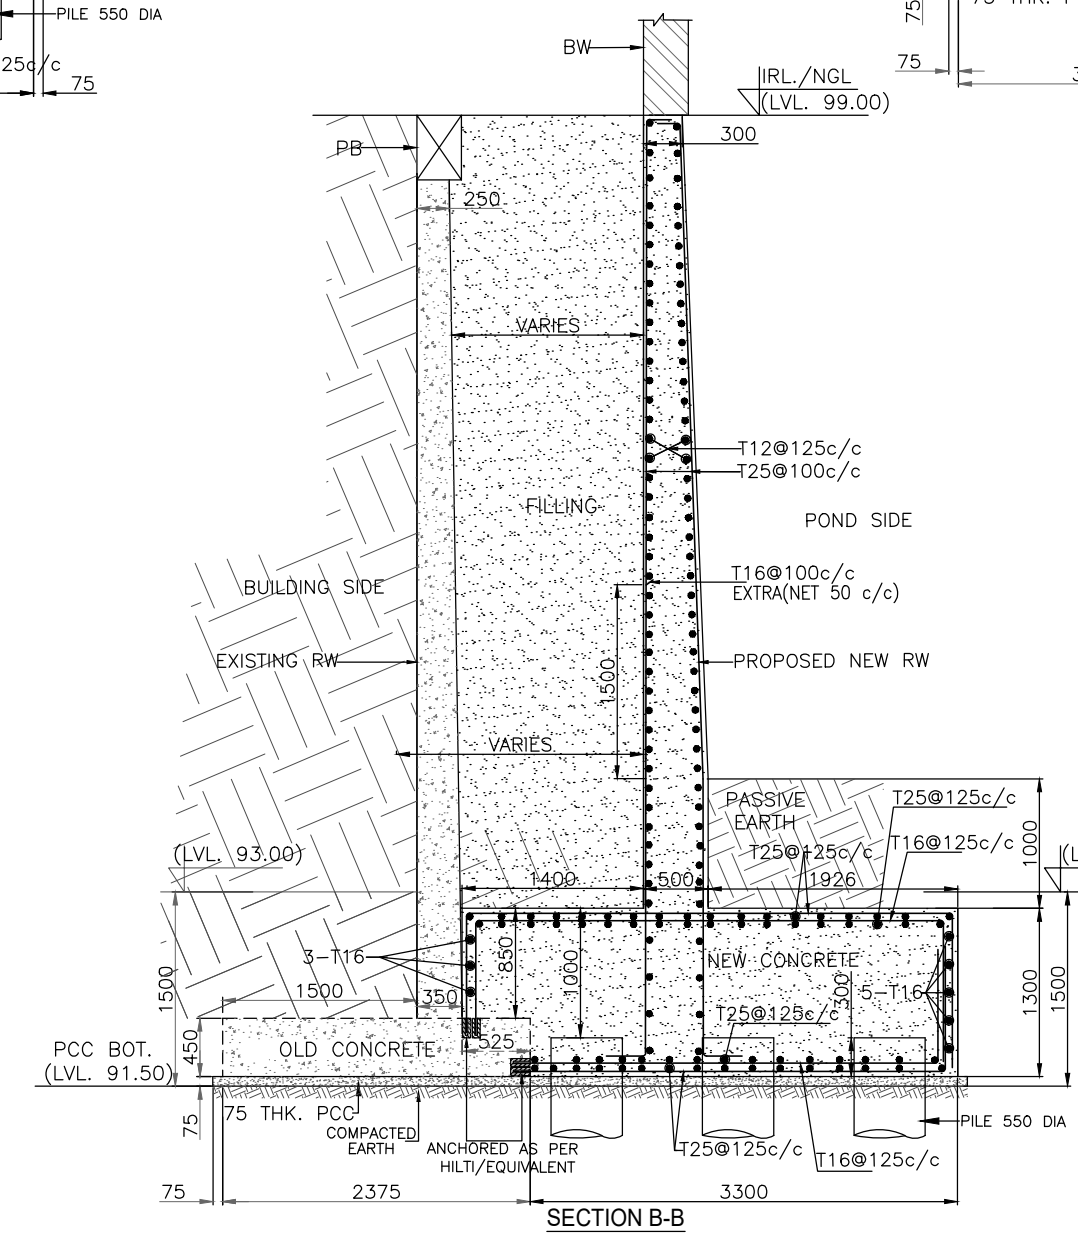 PILE 550 DIA
25c/c
75
75
75
BW
IRL./NGL
(LVL. 99.00)
300
PB
250
VARIES
T12@125c/c
T25@100c/c
FILLING
POND SIDE
T16@100c/c
EXTRA(NET 50 c/c)
BUILDING SIDE
EXISTING RW
PROPOSED NEW RW
1500
VARIES
PASSIVE
EARTH
T25@125c/c
T16@125c/c
1000
T25@125c/c
(LVL. 93.00)
(L
1400
500
1926
3-T16
850
1000
NEW CONCRETE
300
5-T16
1300
1500
1500
1500
350
450
T25@125c/c
525
OLD CONCRETE
PCC BOT.
(LVL. 91.50)
75 THK. PCC
75
COMPACTED
EARTH
ANCHORED AS PER
HILTI/EQUIVALENT
T25@125c/c
T16@125c/c
PILE 550 DIA
75
2375
3300
SECTION B-B